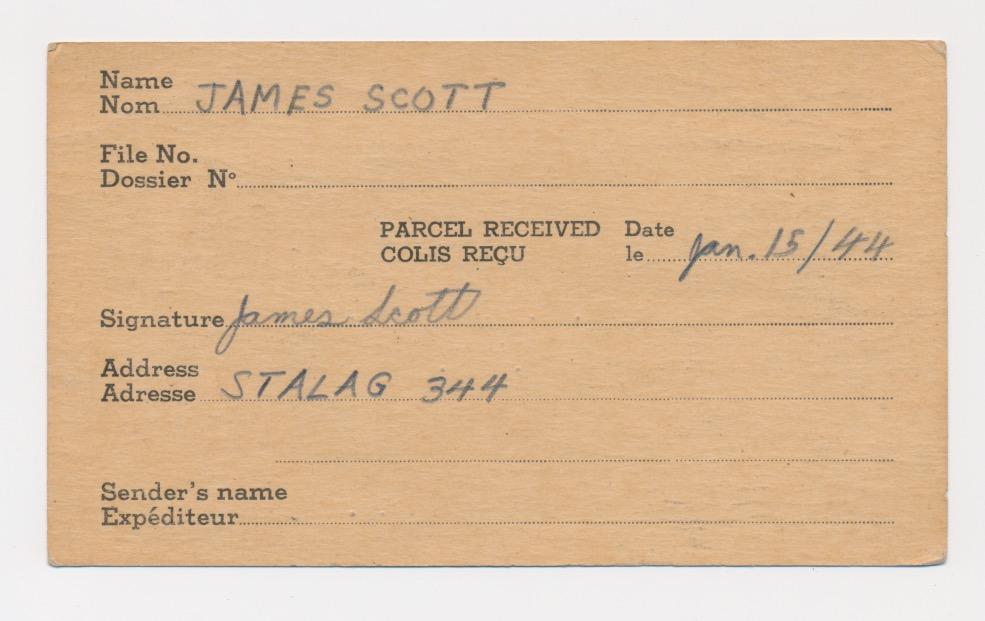 Name
Nom JAMES SCOTT
File No.
Dossier N°
PARCEL RECEIVED Date
COLIS REÇU le Jan. 15/44
Signature James Scott
Address
Adresse STALAG 344
Sender's name
Expéditeur